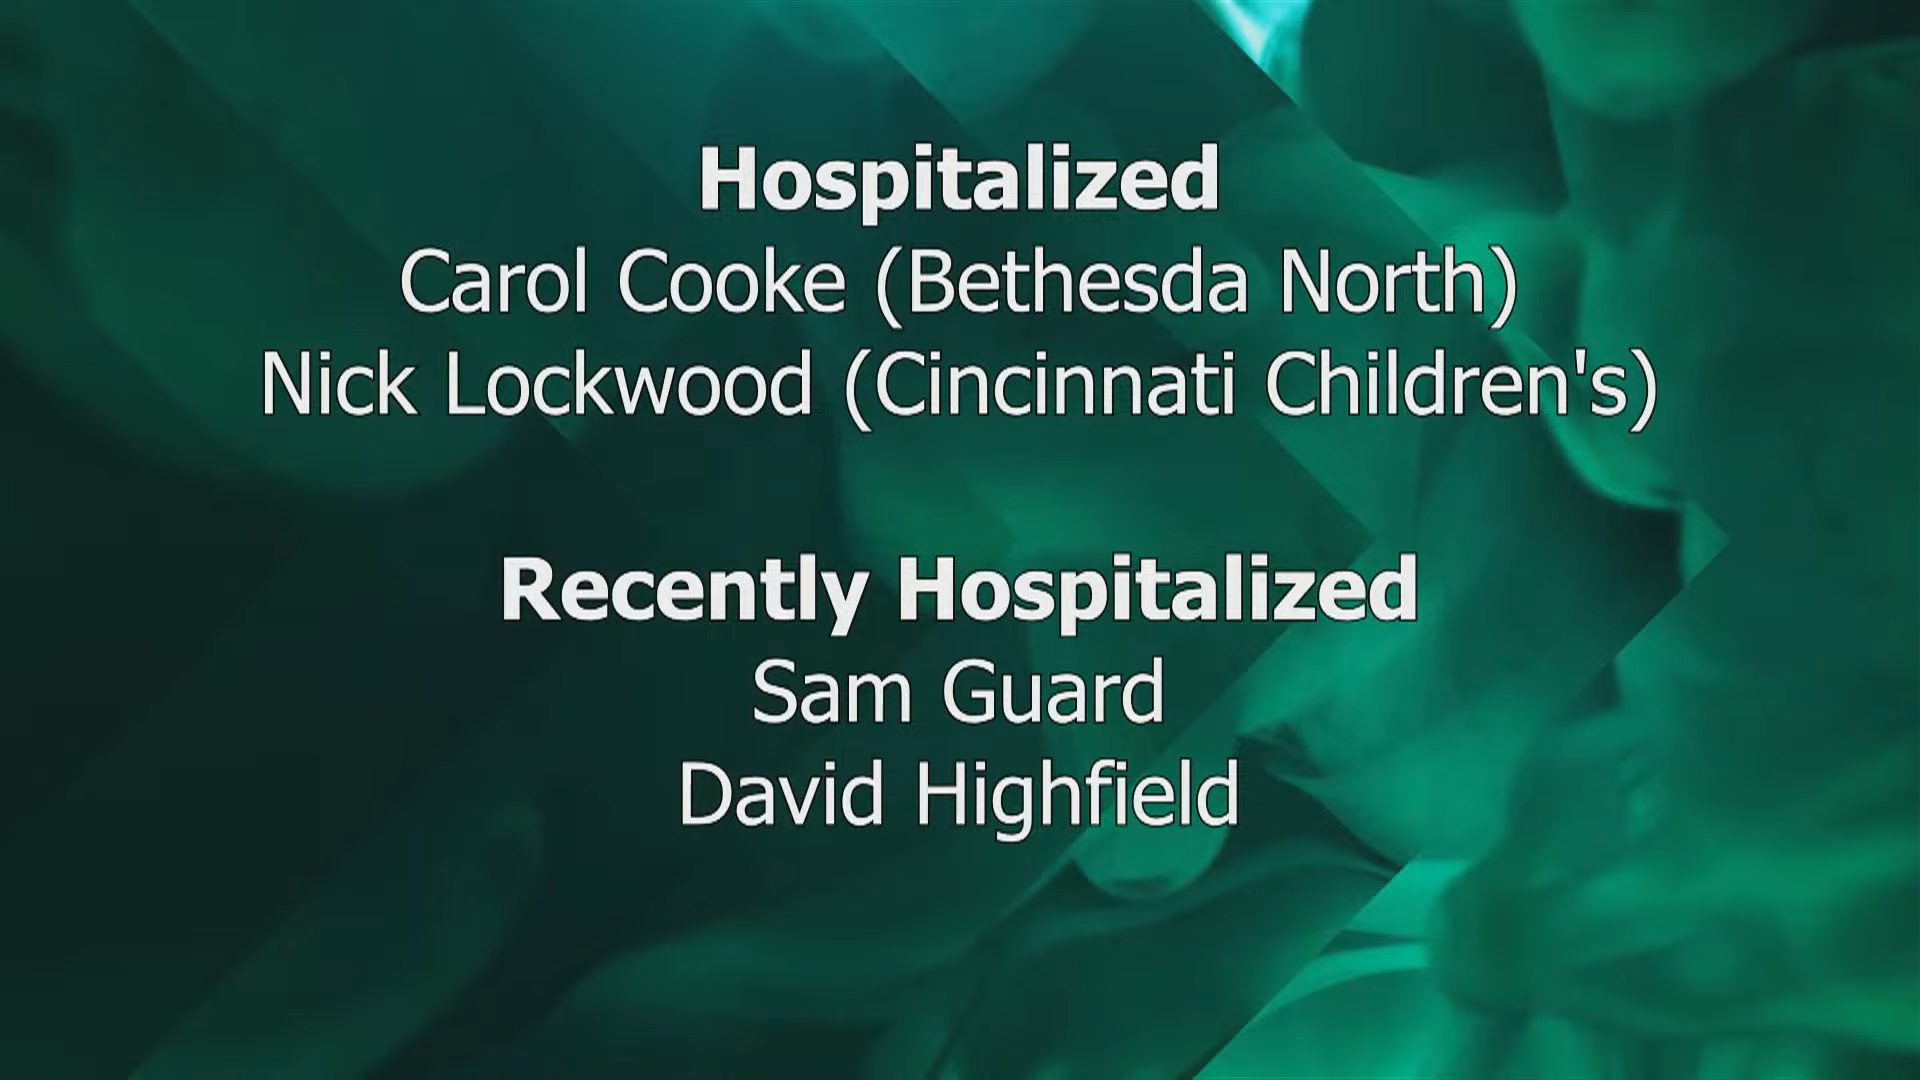 Hospitalized
Carol Cooke (Bethesda North)
Nick Lockwood (Cincinnati Children's)
Recently Hospitalized
Sam Guard
David Highfield